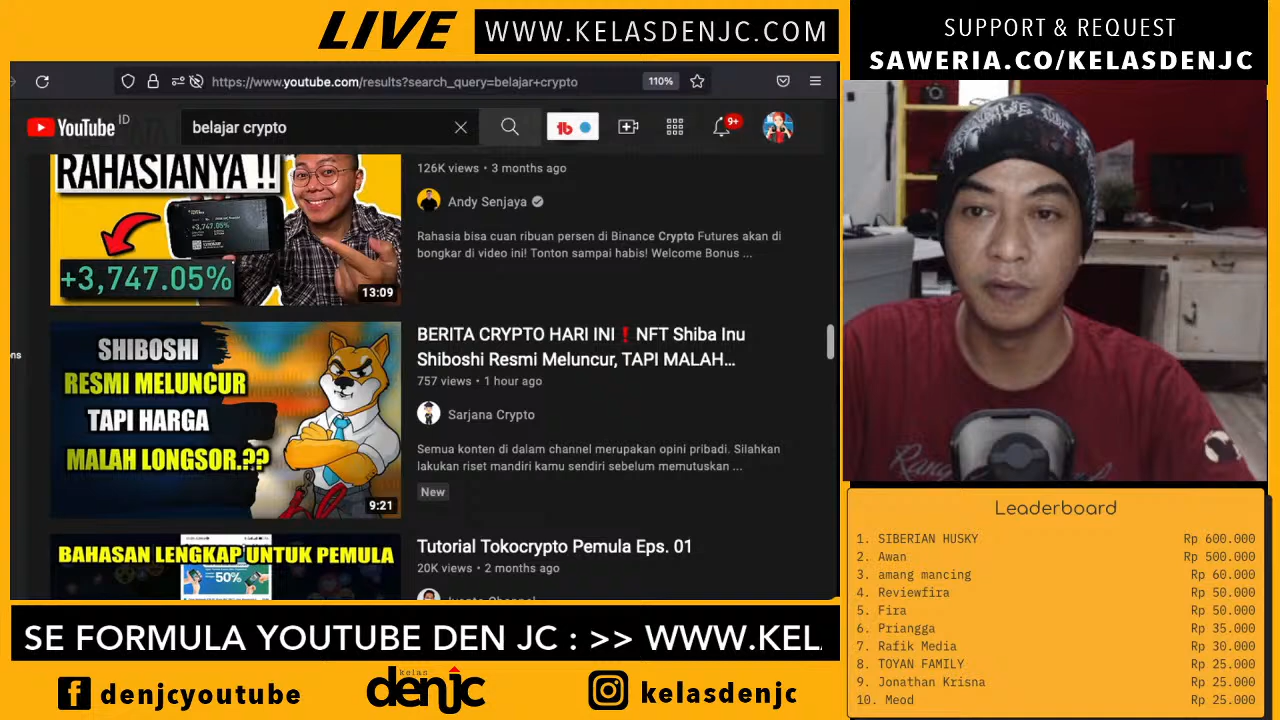 LIVE
WWW.KELASDENJC.COM
SUPPORT & REQUEST
SAWERIA.CO/KELASDENJC
https://www.youtube.com/results?search_query=belajar+crypto
110%
YouTube ID
belajar crypto
9+
RAHASIANYA !!
+3,747.05%
+3,747.05%
13:09
126K views • 3 months ago
Andy Senjaya
Rahasia bisa cuan ribuan persen di Binance Crypto Futures akan di
bongkar di video ini! Tonton sampai habis! Welcome Bonus ...
SHIBOSHI
RESMI MELUNCUR
TAPI HARGA
MALAH LONGSOR.??
9:21
BERITA CRYPTO HARI INI❗NFT Shiba Inu
Shiboshi Resmi Meluncur, TAPI MALAH...
757 views • 1 hour ago
Sarjana Crypto
Semua konten di dalam channel merupakan opini pribadi. Silahkan
lakukan riset mandiri kamu sendiri sebelum memutuskan ...
New
ons
BAHASAN LENGKAP UNTUK PEMULA
50%
Tutorial Tokocrypto Pemula Eps. 01
20K views • 2 months ago
Leaderboard
1. SIBERIAN HUSKY Rp 600.000
2. Awan Rp 500.000
3. amang mancing Rp 60.000
4. Reviewfira Rp 50.000
5. Fira Rp 50.000
6. Priangga Rp 35.000
7. Rafik Media Rp 30.000
8. TOYAN FAMILY Rp 25.000
9. Jonathan Krisna Rp 25.000
10. Meod Rp 25.000
SE FORMULA YOUTUBE DEN JC : >> WWW.KEL
denjcyoutube
kelas
denjc
kelasdenjc